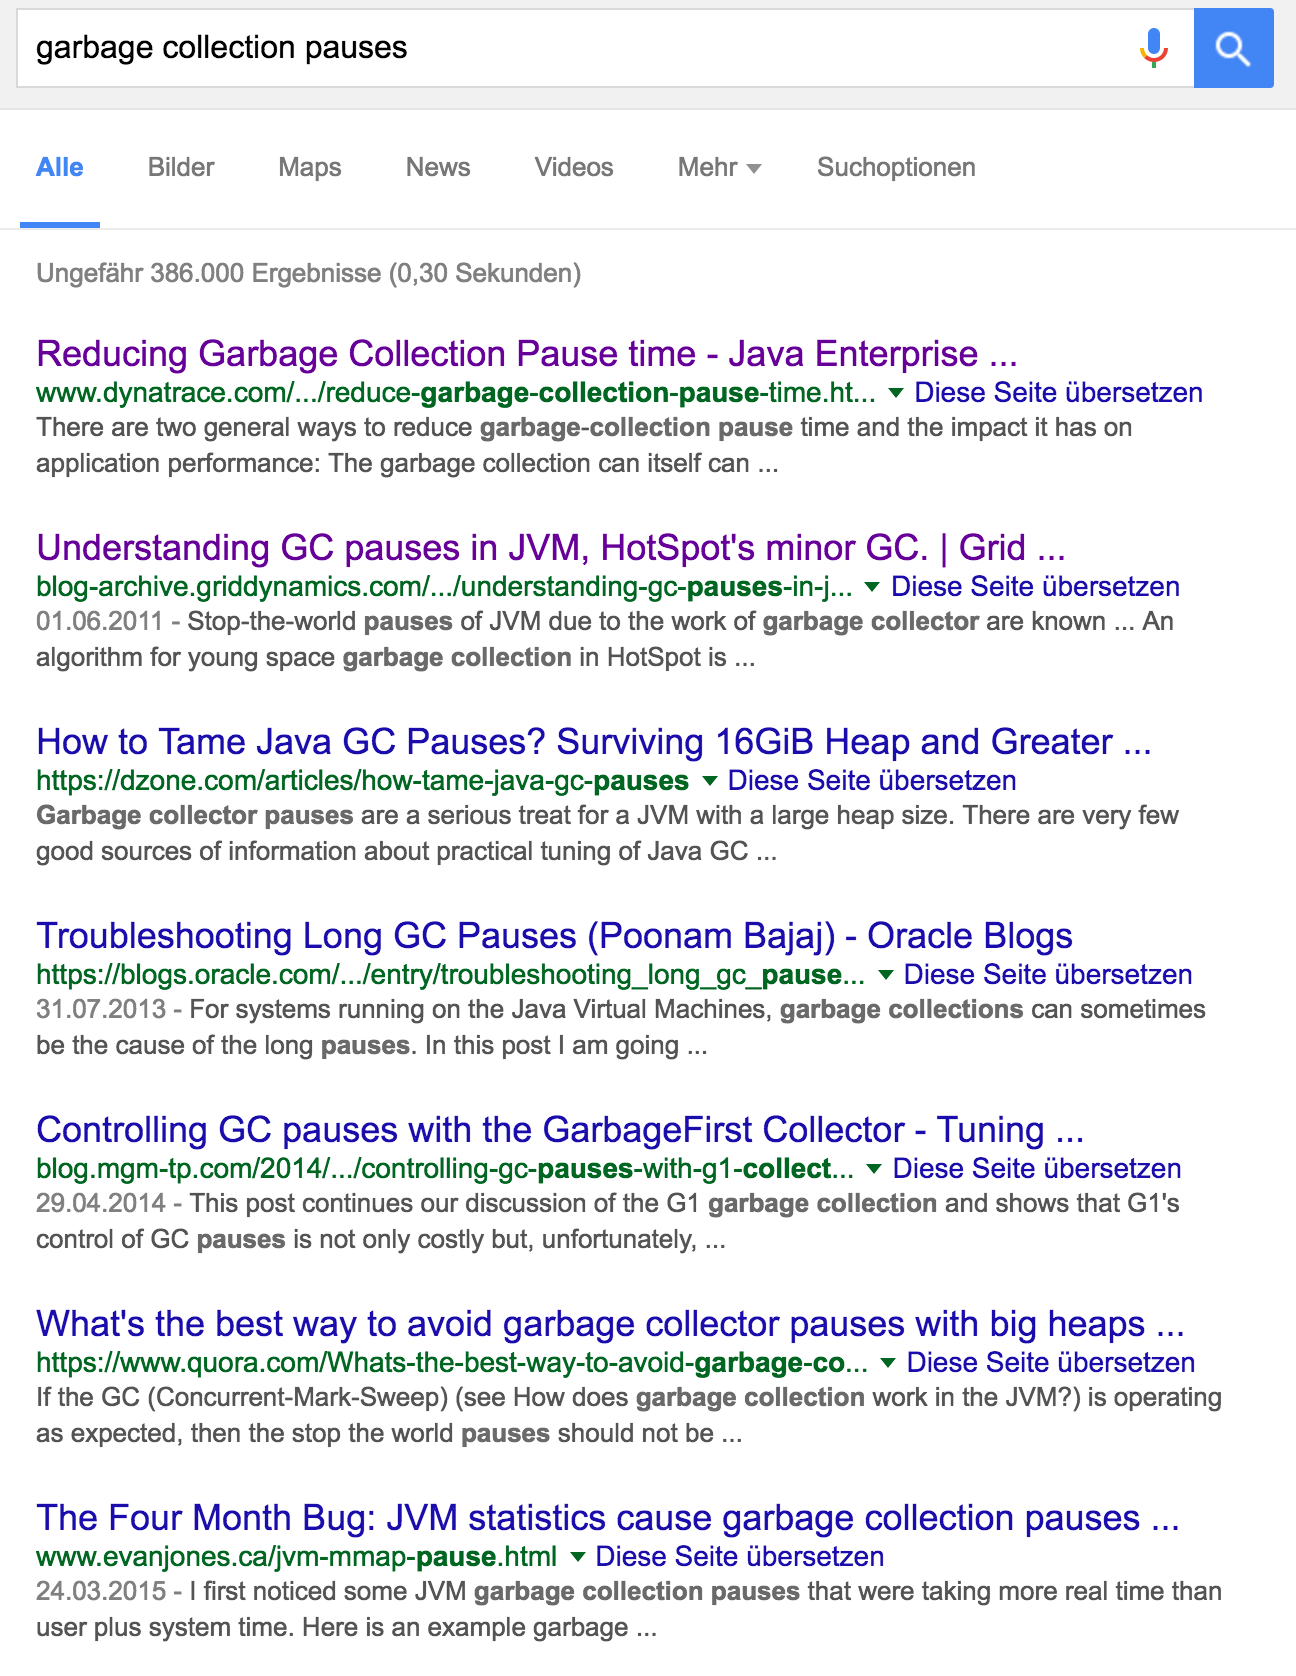 garbage collection pauses
Alle Bilder Maps News Videos Mehr Suchoptionen
Ungefähr 386.000 Ergebnisse (0,30 Sekunden)
Reducing Garbage Collection Pause time - Java Enterprise ...
www.dynatrace.com/.../reduce-garbage-collection-pause-time.ht... Diese Seite übersetzen
There are two general ways to reduce garbage-collection pause time and the impact it has on
application performance: The garbage collection can itself can ...
Understanding GC pauses in JVM, HotSpot's minor GC. | Grid ...
blog-archive.griddynamics.com/.../understanding-gc-pauses-in-j... Diese Seite übersetzen
01.06.2011 - Stop-the-world pauses of JVM due to the work of garbage collector are known ... An
algorithm for young space garbage collection in HotSpot is ...
How to Tame Java GC Pauses? Surviving 16GiB Heap and Greater ...
https://dzone.com/articles/how-tame-java-gc-pauses Diese Seite übersetzen
Garbage collector pauses are a serious treat for a JVM with a large heap size. There are very few
good sources of information about practical tuning of Java GC ...
Troubleshooting Long GC Pauses (Poonam Bajaj) - Oracle Blogs
https://blogs.oracle.com/.../entry/troubleshooting_long_gc_pause... Diese Seite übersetzen
31.07.2013 - For systems running on the Java Virtual Machines, garbage collections can sometimes
be the cause of the long pauses. In this post I am going ...
Controlling GC pauses with the GarbageFirst Collector - Tuning ...
blog.mgm-tp.com/2014/.../controlling-gc-pauses-with-g1-collect... Diese Seite übersetzen
29.04.2014 - This post continues our discussion of the G1 garbage collection and shows that G1's
control of GC pauses is not only costly but, unfortunately, ...
What's the best way to avoid garbage collector pauses with big heaps ...
https://www.quora.com/Whats-the-best-way-to-avoid-garbage-co... Diese Seite übersetzen
If the GC (Concurrent-Mark-Sweep) (see How does garbage collection work in the JVM?) is operating
as expected, then the stop the world pauses should not be ...
The Four Month Bug: JVM statistics cause garbage collection pauses ...
www.evanjones.ca/jvm-mmap-pause.html Diese Seite übersetzen
24.03.2015 - I first noticed some JVM garbage collection pauses that were taking more real time than
user plus system time. Here is an example garbage ...